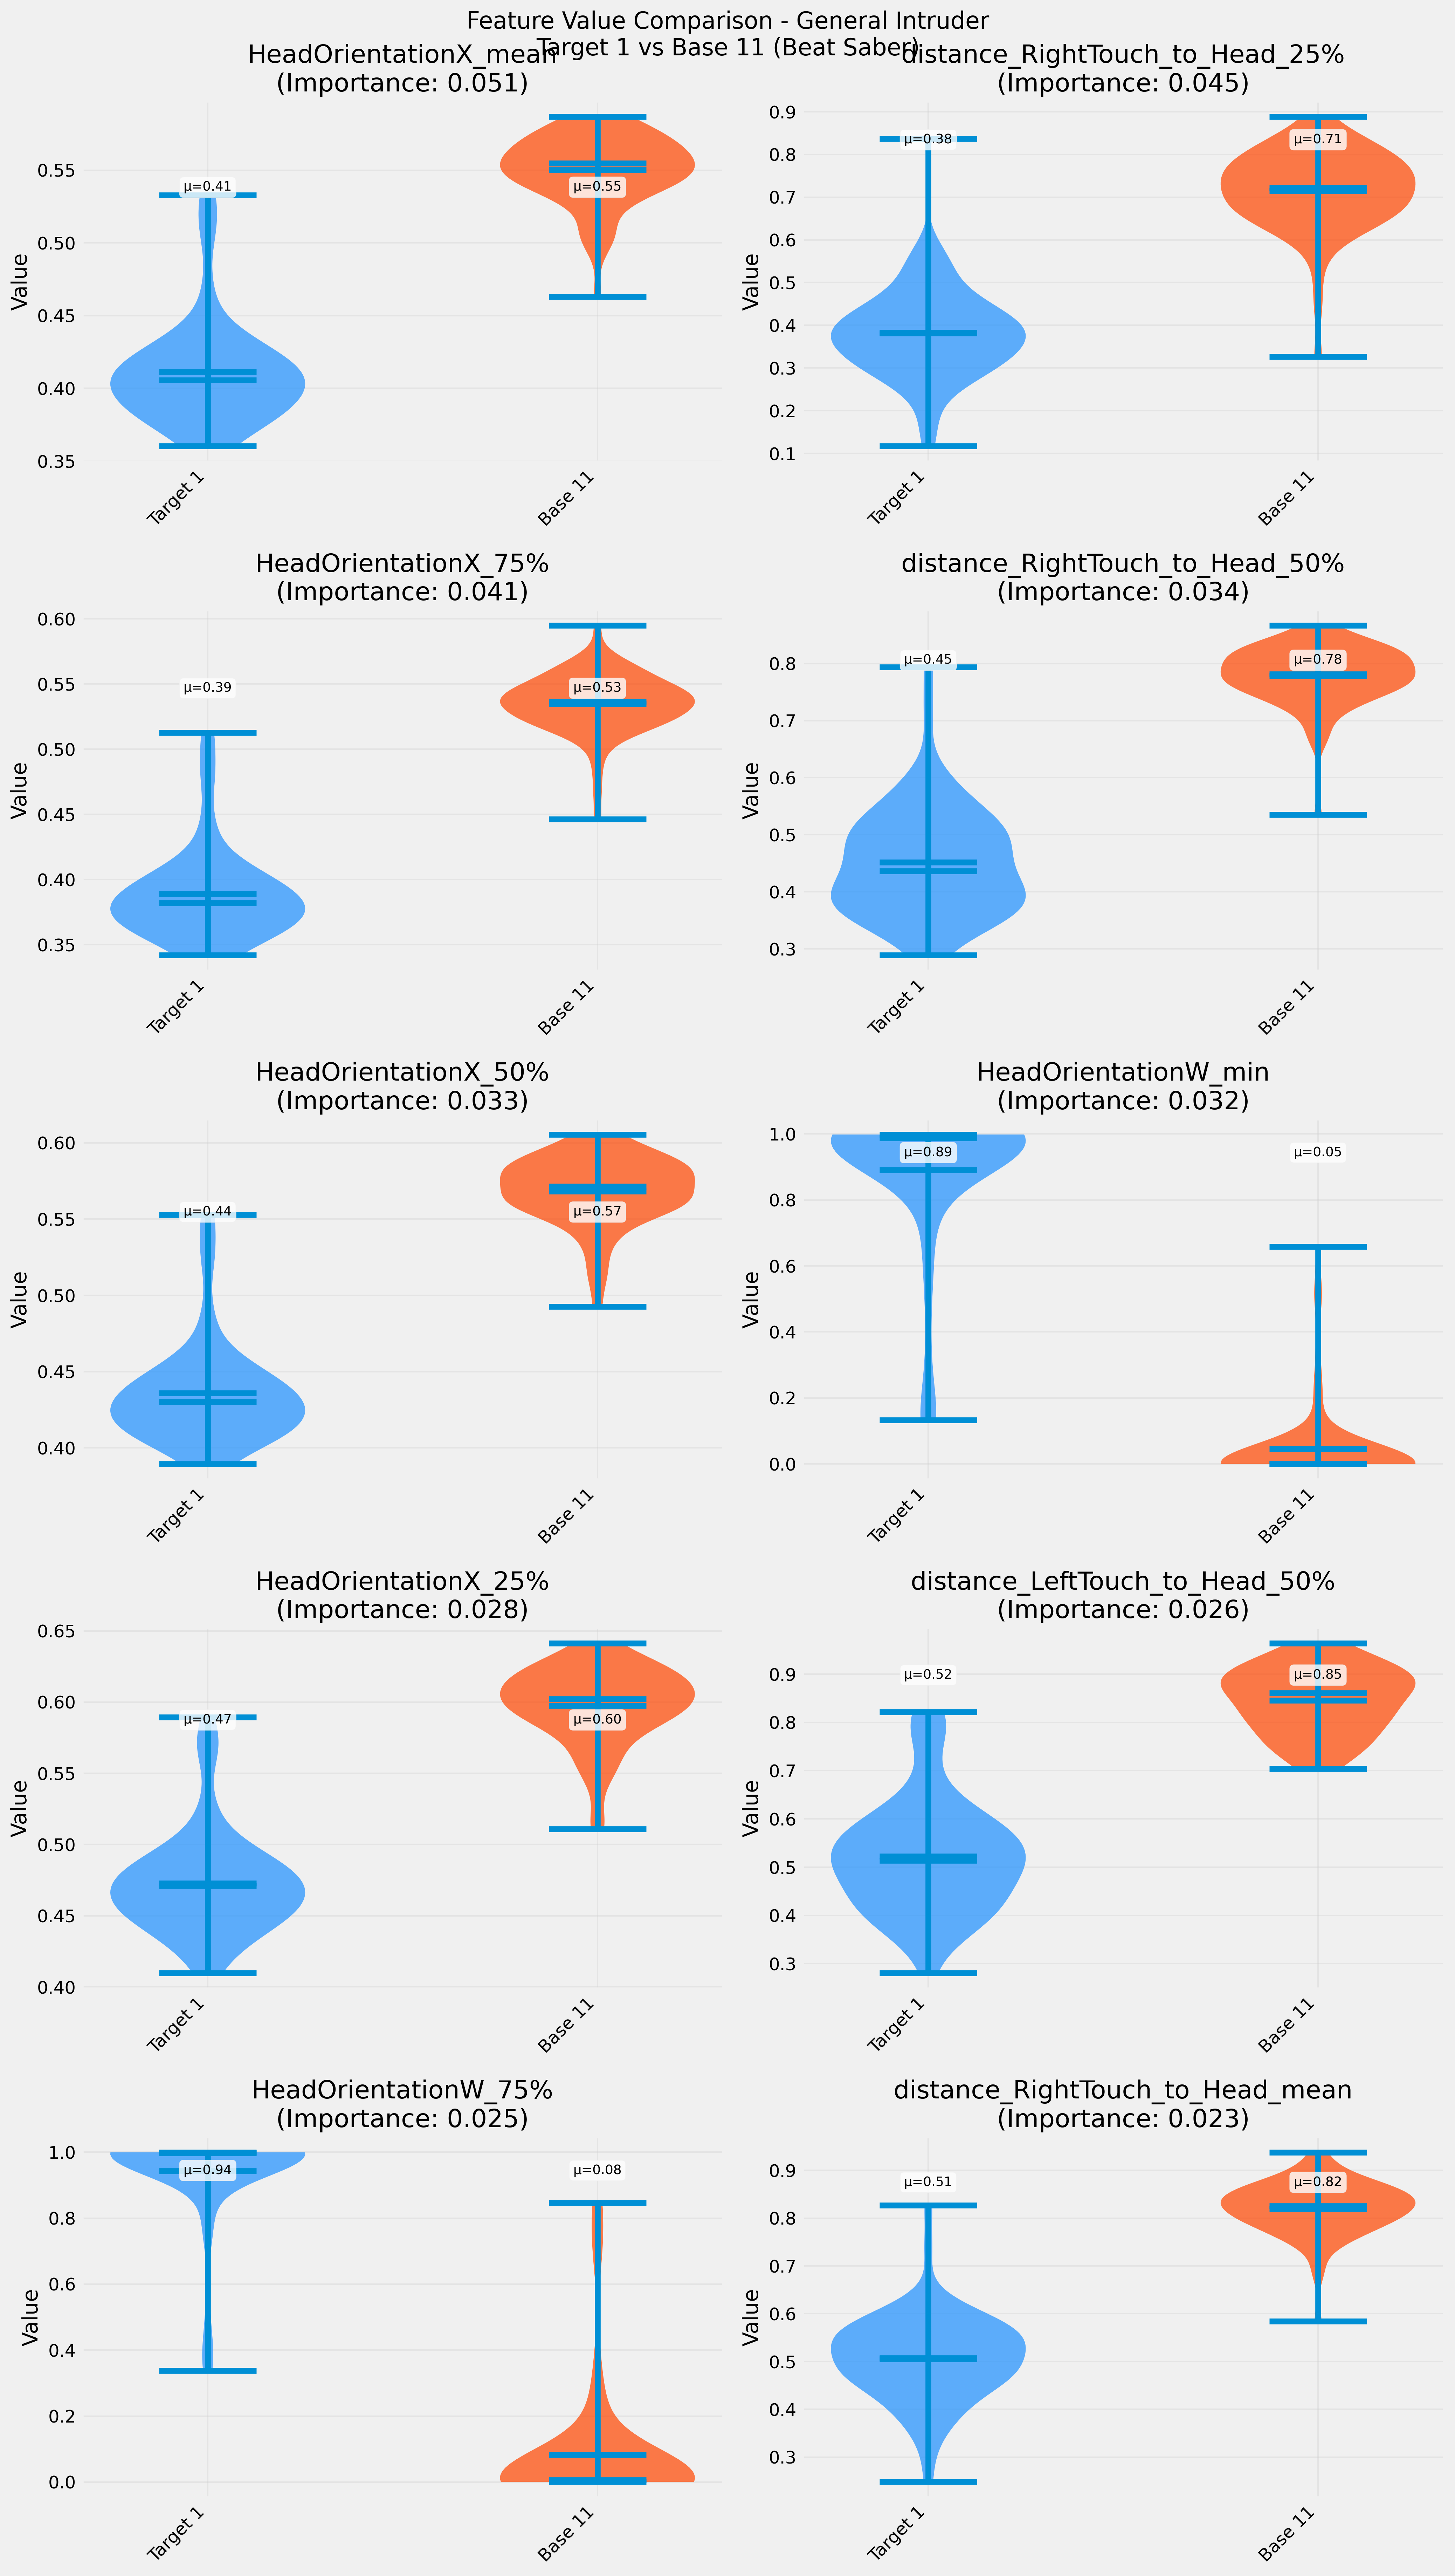 Feature Value Comparison - General Intruder
Target 1 vs Base 11 (Beat Saber)
HeadOrientationX_mean
(Importance: 0.051)
Value
0.55
0.50
0.45
0.40
0.35
μ=0.41
μ=0.55
Target 1
Base 11
distance_RightTouch_to_Head_25%
(Importance: 0.045)
Value
0.9
0.8
0.7
0.6
0.5
0.4
0.3
0.2
0.1
μ=0.38
μ=0.71
Target 1
Base 11
HeadOrientationX_75%
(Importance: 0.041)
Value
0.60
0.55
0.50
0.45
0.40
0.35
μ=0.39
μ=0.53
Target 1
Base 11
distance_RightTouch_to_Head_50%
(Importance: 0.034)
Value
0.8
0.7
0.6
0.5
0.4
0.3
μ=0.45
μ=0.78
Target 1
Base 11
HeadOrientationX_50%
(Importance: 0.033)
Value
0.60
0.55
0.50
0.45
0.40
μ=0.44
μ=0.57
Target 1
Base 11
HeadOrientationW_min
(Importance: 0.032)
Value
1.0
0.8
0.6
0.4
0.2
0.0
μ=0.89
μ=0.05
Target 1
Base 11
HeadOrientationX_25%
(Importance: 0.028)
Value
0.65
0.60
0.55
0.50
0.45
0.40
μ=0.47
μ=0.60
Target 1
Base 11
distance_LeftTouch_to_Head_50%
(Importance: 0.026)
Value
0.9
0.8
0.7
0.6
0.5
0.4
0.3
μ=0.52
μ=0.85
Target 1
Base 11
HeadOrientationW_75%
(Importance: 0.025)
Value
1.0
0.8
0.6
0.4
0.2
0.0
μ=0.94
μ=0.08
Target 1
Base 11
distance_RightTouch_to_Head_mean
(Importance: 0.023)
Value
0.9
0.8
0.7
0.6
0.5
0.4
0.3
μ=0.51
μ=0.82
Target 1
Base 11